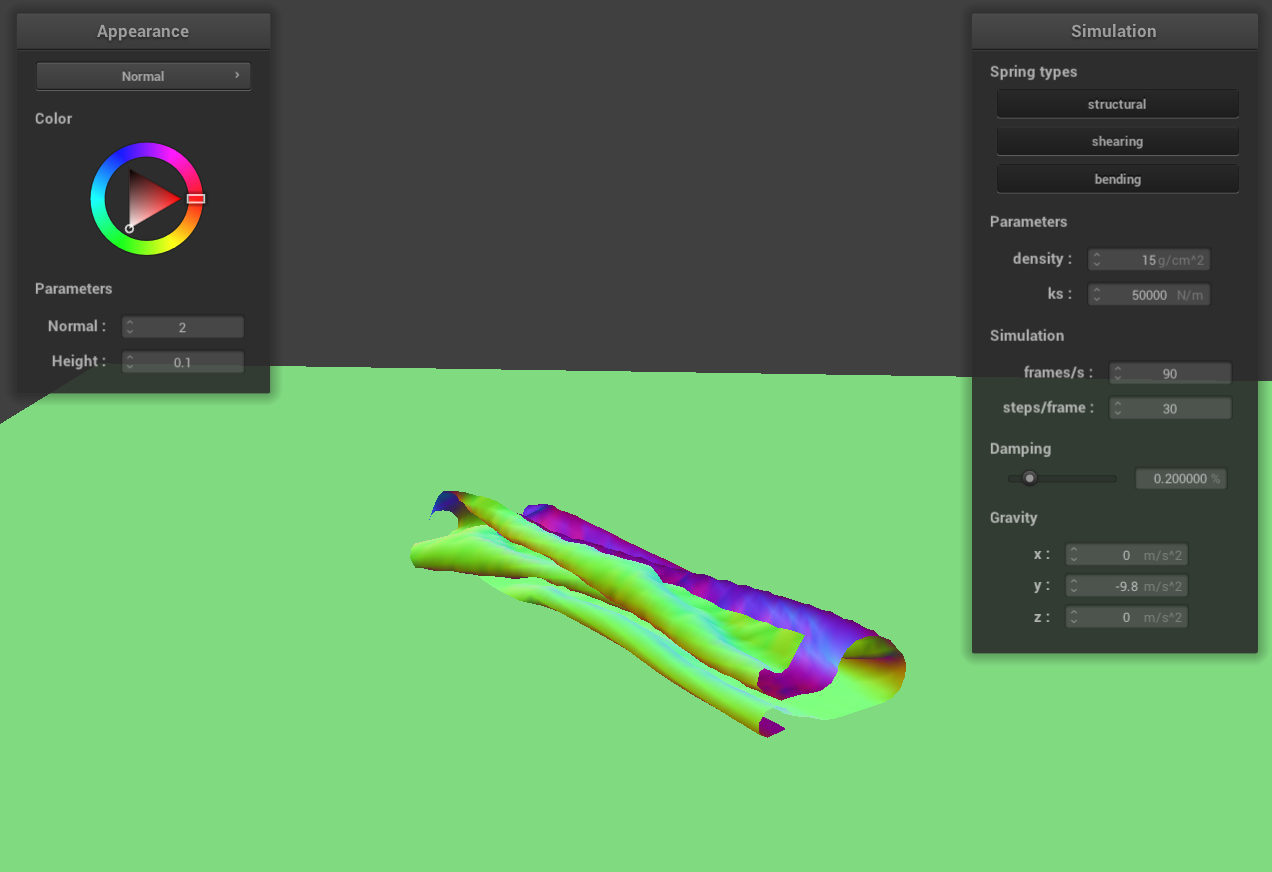 Appearance
Normal
Color
Parameters
Normal : 2
Height : 0.1
Simulation
Spring types
structural
shearing
bending
Parameters
density : 15 g/cm^2
ks : 50000 N/m
Simulation
frames/s : 90
steps/frame : 30
Damping
0.200000 %
Gravity
x : 0 m/s^2
y : -9.8 m/s^2
z : 0 m/s^2